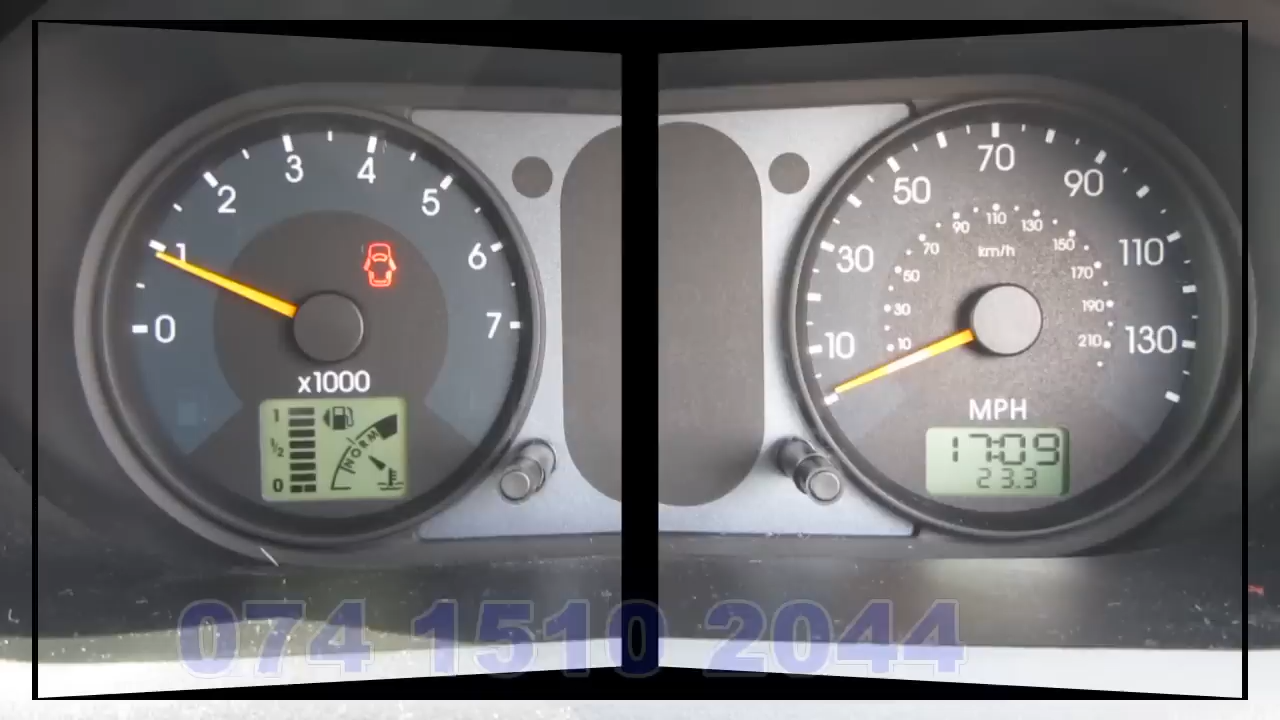 0 1 2 3 4 5 6 7
x1000
1
1/2
0
NORM
10 30 50 70 90 110 130
10 30 50 70 90 110 130 150 170 190 210
km/h
MPH
17:09
23.3
074 1510 2044